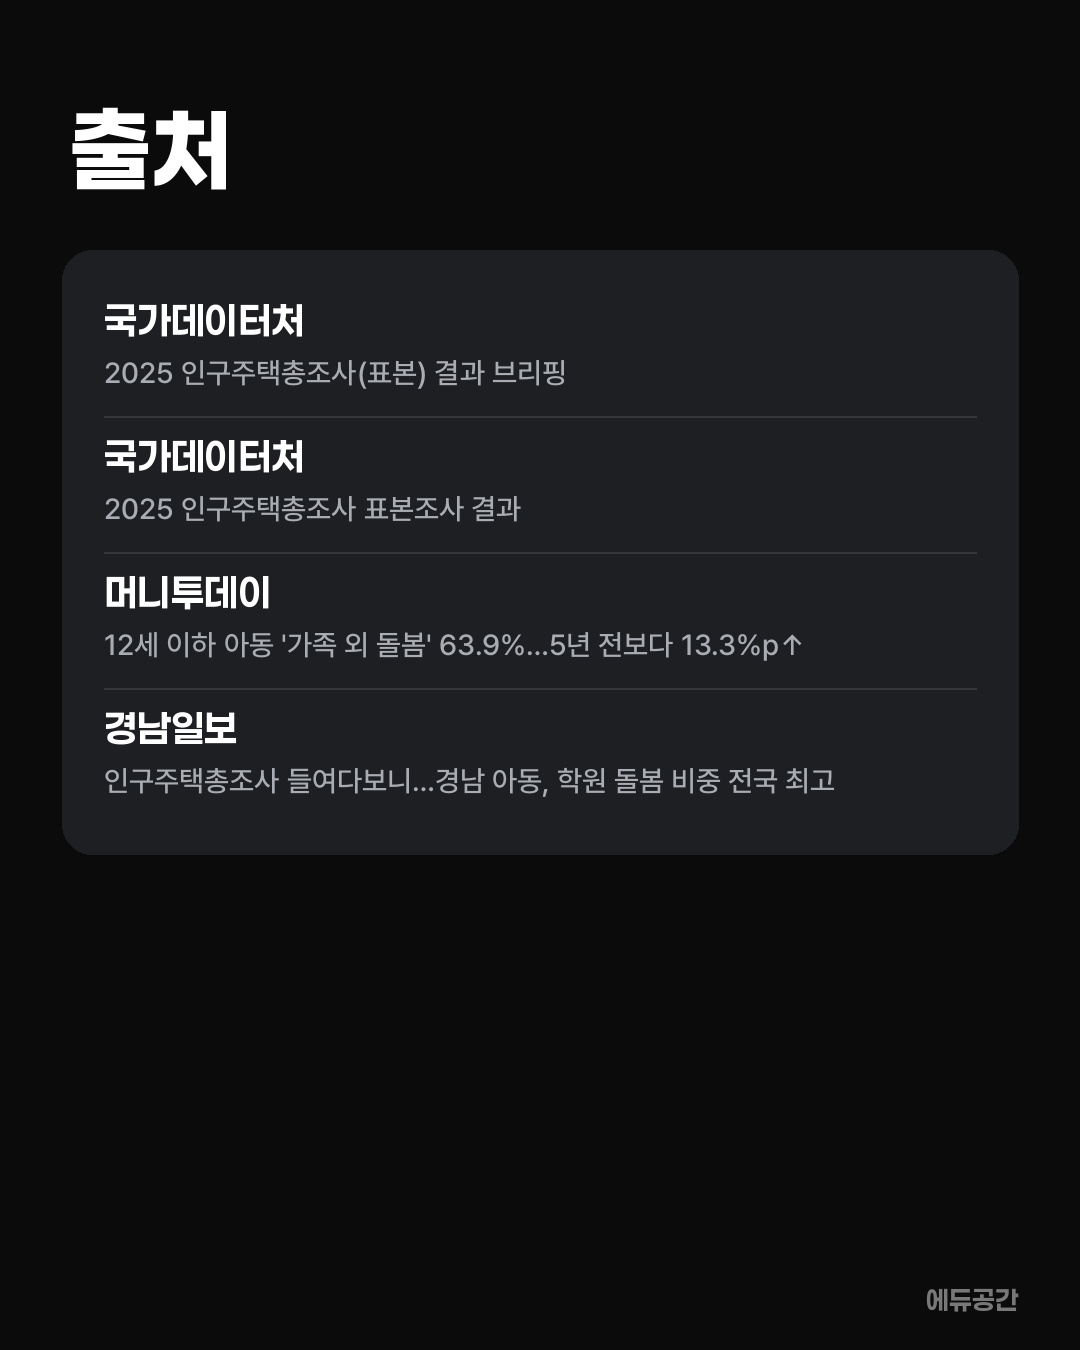 출처
국가데이터처
2025 인구주택총조사(표본) 결과 브리핑
국가데이터처
2025 인구주택총조사 표본조사 결과
머니투데이
12세 이하 아동 '가족 외 돌봄' 63.9%...5년 전보다 13.3%p↑
경남일보
인구주택총조사 들여다보니...경남 아동, 학원 돌봄 비중 전국 최고
에듀공간